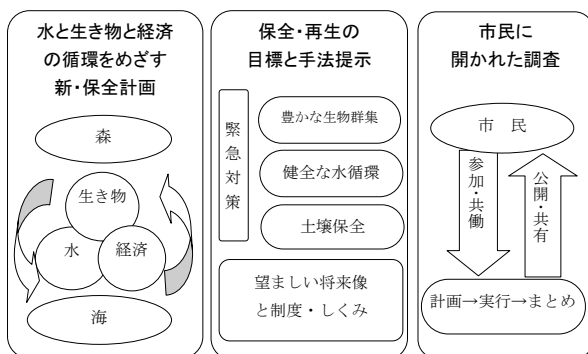 水と生き物と経済
の循環をめざす
新・保全計画
森
生き物
水
経済
海
保全・再生の
目標と手法提示
緊急対策
豊かな生物群集
健全な水循環
土壌保全
望ましい将来像
と制度・しくみ
市民に
開かれた調査
市 民
参加・共働
公開・共有
計画→実行→まとめ